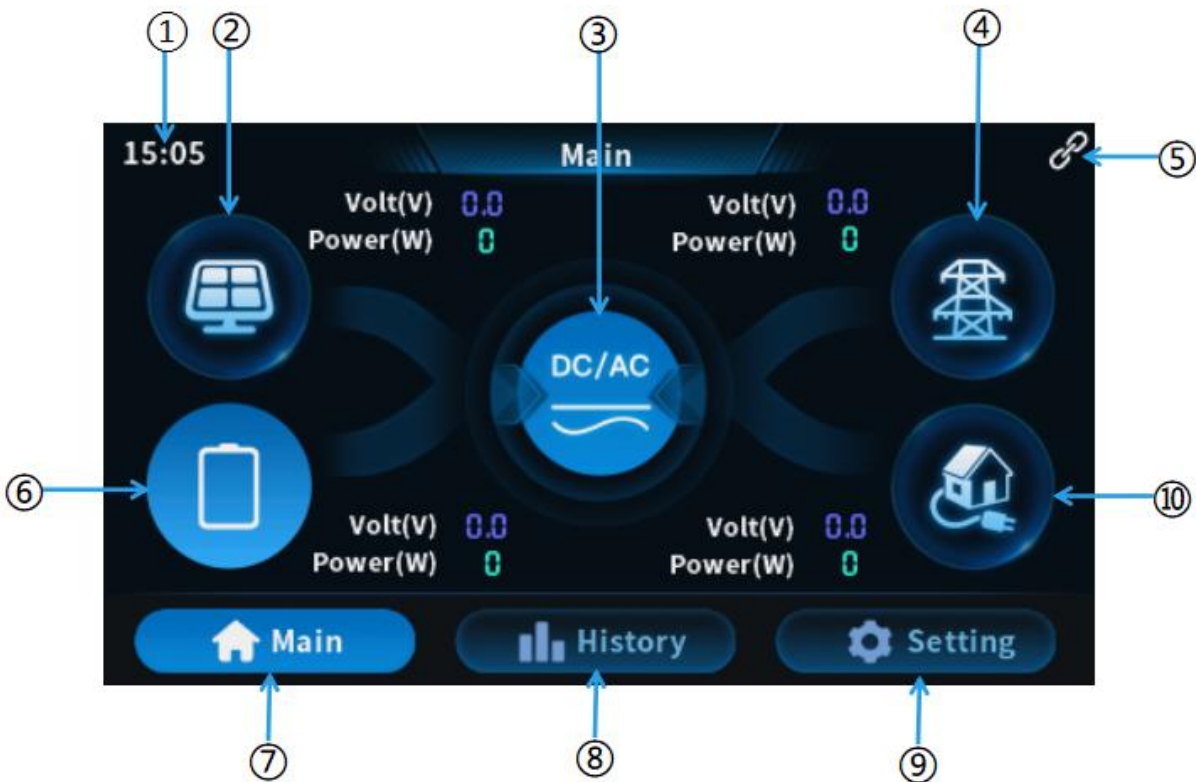 ① ② ③ ④
15:05 Main ⑤
Volt(V) 0.0 Volt(V) 0.0
Power(W) 0 Power(W) 0
DC/AC
⑥ ⑩
Volt(V) 0.0 Volt(V) 0.0
Power(W) 0 Power(W) 0
Main History Setting
⑦ ⑧ ⑨